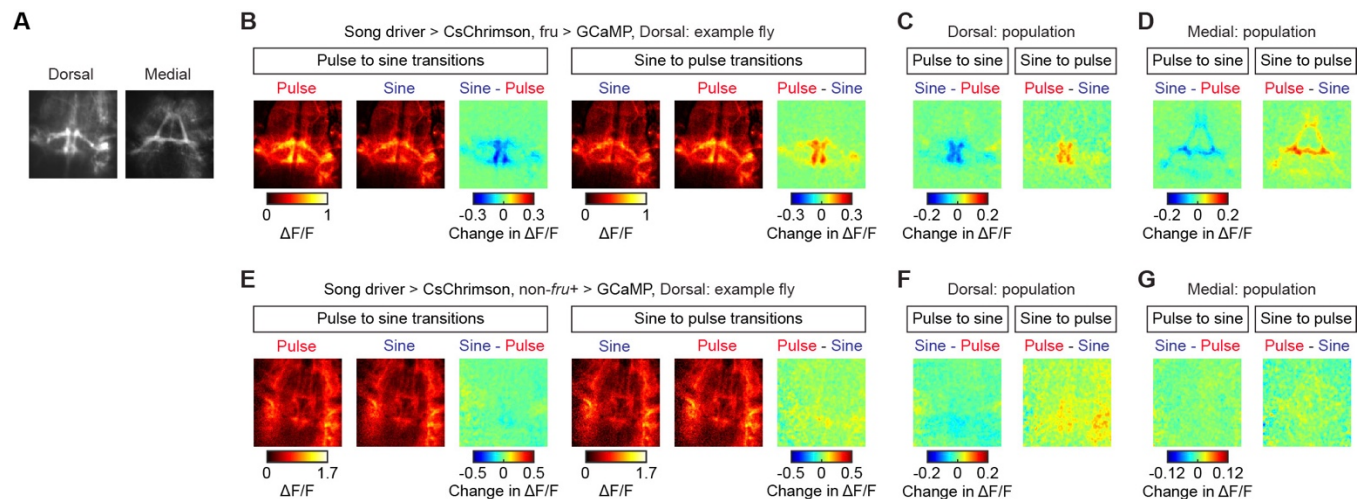 A
Dorsal Medial
B
Song driver > CsChrimson, fru > GCaMP, Dorsal: example fly
Pulse to sine transitions
Pulse Sine Sine - Pulse
0 1
ΔF/F
-0.3 0 0.3
Change in ΔF/F
Sine to pulse transitions
Sine Pulse Pulse - Sine
0 1
ΔF/F
-0.3 0 0.3
Change in ΔF/F
C
Dorsal: population
Pulse to sine Sine to pulse
Sine - Pulse Pulse - Sine
-0.2 0 0.2
Change in ΔF/F
D
Medial: population
Pulse to sine Sine to pulse
Sine - Pulse Pulse - Sine
-0.2 0 0.2
Change in ΔF/F
E
Song driver > CsChrimson, non-fru+ > GCaMP, Dorsal: example fly
Pulse to sine transitions
Pulse Sine Sine - Pulse
0 1.7
ΔF/F
-0.5 0 0.5
Change in ΔF/F
Sine to pulse transitions
Sine Pulse Pulse - Sine
0 1.7
ΔF/F
-0.5 0 0.5
Change in ΔF/F
F
Dorsal: population
Pulse to sine Sine to pulse
Sine - Pulse Pulse - Sine
-0.2 0 0.2
Change in ΔF/F
G
Medial: population
Pulse to sine Sine to pulse
Sine - Pulse Pulse - Sine
-0.12 0 0.12
Change in ΔF/F